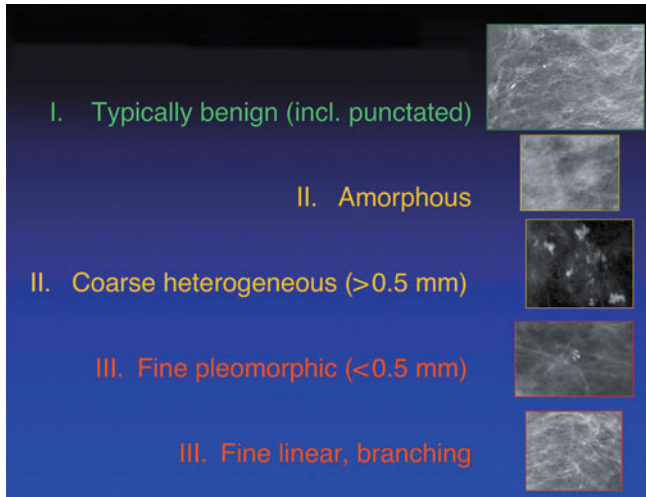 I. Typically benign (incl. punctated)
II. Amorphous
II. Coarse heterogeneous (>0.5 mm)
III. Fine pleomorphic (<0.5 mm)
III. Fine linear, branching